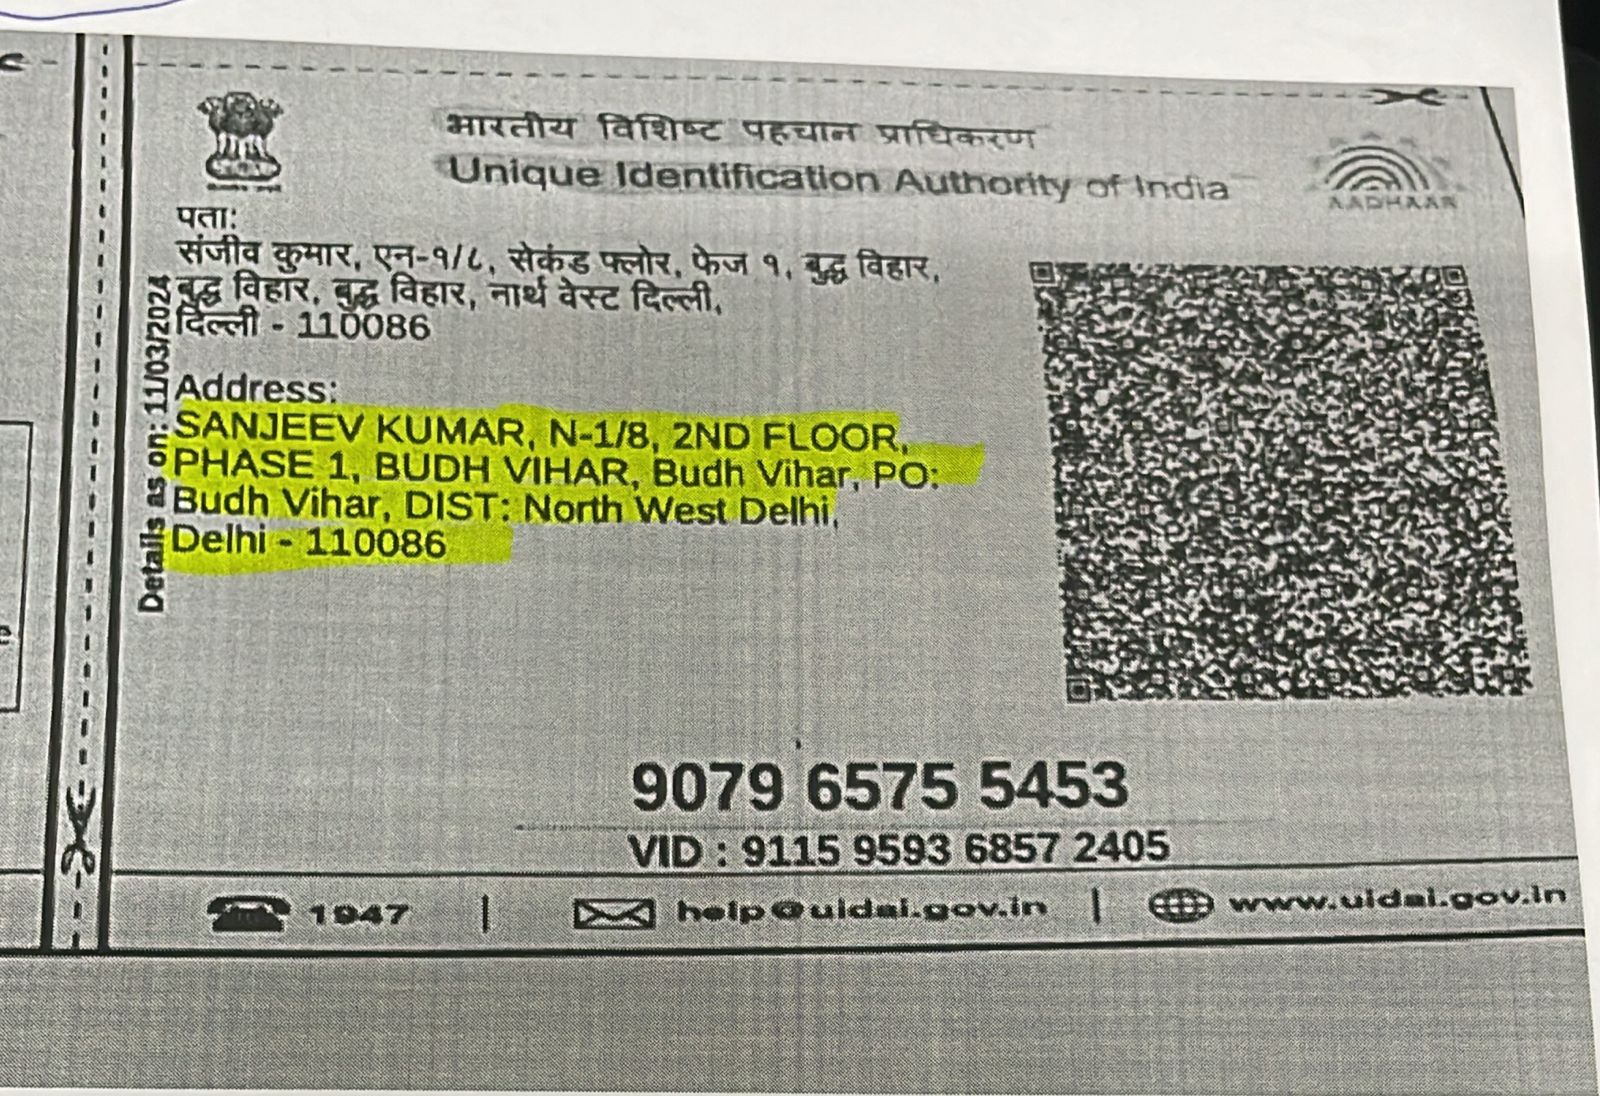 भारतीय विशिष्ट पहचान प्राधिकरण
Unique Identification Authority of India
AADHAAR
पता:
संजीव कुमार, एन-१/८, सेकंड फ्लोर, फेज १, बुद्ध विहार,
बुद्ध विहार, बुद्ध विहार, नार्थ वेस्ट दिल्ली,
दिल्ली - 110086
Address:
SANJEEV KUMAR, N-1/8, 2ND FLOOR,
PHASE 1, BUDH VIHAR, Budh Vihar, PO:
Budh Vihar, DIST: North West Delhi,
Delhi - 110086
Details as on: 11/03/2024
9079 6575 5453
VID : 9115 9593 6857 2405
1947 | help@uidai.gov.in | www.uidai.gov.in